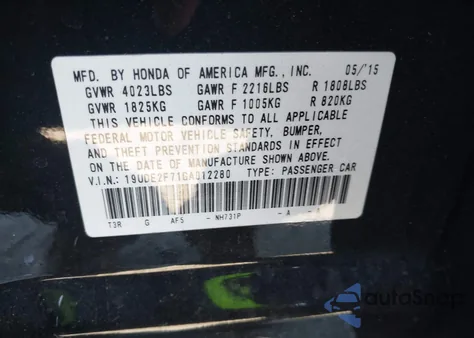 MFD. BY HONDA OF AMERICA MFG., INC. 05/'15
GVWR 4023LBS GAWR F 2216LBS R 1808LBS
GVWR 1825KG GAWR F 1005KG R 820KG
THIS VEHICLE CONFORMS TO ALL APPLICABLE
FEDERAL MOTOR VEHICLE SAFETY, BUMPER,
AND THEFT PREVENTION STANDARDS IN EFFECT
ON THE DATE OF MANUFACTURE SHOWN ABOVE.
V.I.N.: 19UDE2F71GA012280 TYPE: PASSENGER CAR
T3R G AF5 - NH731P - A -
autoSnap